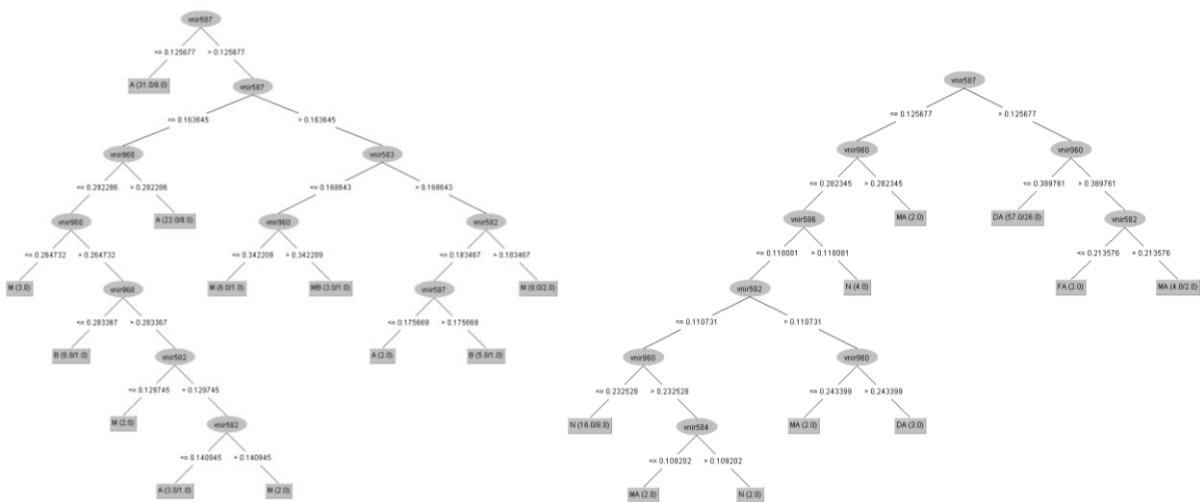 vnir587
<= 0.125677 > 0.125677
A (31.0/8.0)
vnir587
<= 0.163645 > 0.163645
vnir960
vnir583
<= 0.292286 > 0.292286
<= 0.168643 > 0.168643
vnir960
A (22.0/6.0)
vnir960
vnir582
<= 0.264732 > 0.264732
<= 0.342209 > 0.342209
<= 0.183467 > 0.183467
M (3.0)
vnir960
MB (3.0/1.0)
vnir587
M (9.0/2.0)
<= 0.283367 > 0.283367
<= 0.175669 > 0.175669
vnir582
A (2.0)
B (5.0/1.0)
<= 0.129745 > 0.129745
M (2.0)
vnir582
<= 0.140945 > 0.140945
A (3.0/1.0)
M (2.0)
vnir587
<= 0.125677 > 0.125677
vnir960
vnir960
<= 0.282345 > 0.282345
<= 0.389761 > 0.389761
vnir586
MA (2.0)
DA (57.0/26.0)
vnir582
<= 0.118081 > 0.118081
<= 0.213576 > 0.213576
vnir582
N (4.0)
FA (2.0)
MA (4.0/2.0)
<= 0.110731 > 0.110731
vnir960
vnir960
<= 0.232528 > 0.232528
<= 0.243399 > 0.243399
N (16.0/8.0)
vnir584
MA (2.0)
DA (3.0)
<= 0.109202 > 0.109202
MA (2.0)
N (2.0)